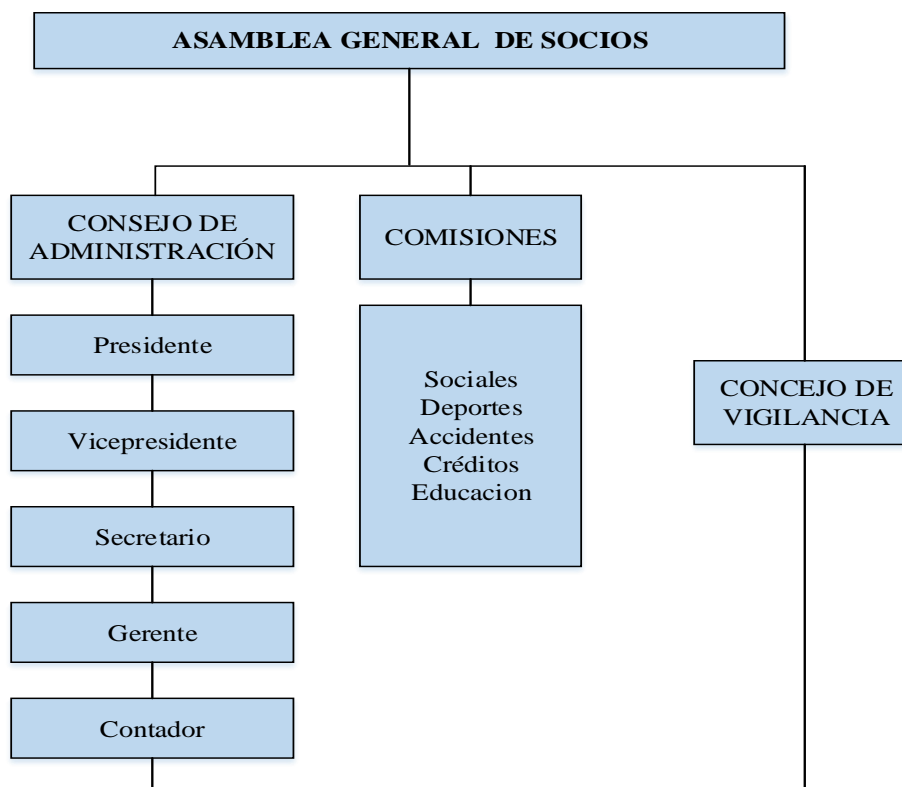 ASAMBLEA GENERAL DE SOCIOS
CONSEJO DE
ADMINISTRACIÓN
Presidente
Vicepresidente
Secretario
Gerente
Contador
COMISIONES
Sociales
Deportes
Accidentes
Créditos
Educacion
CONCEJO DE
VIGILANCIA